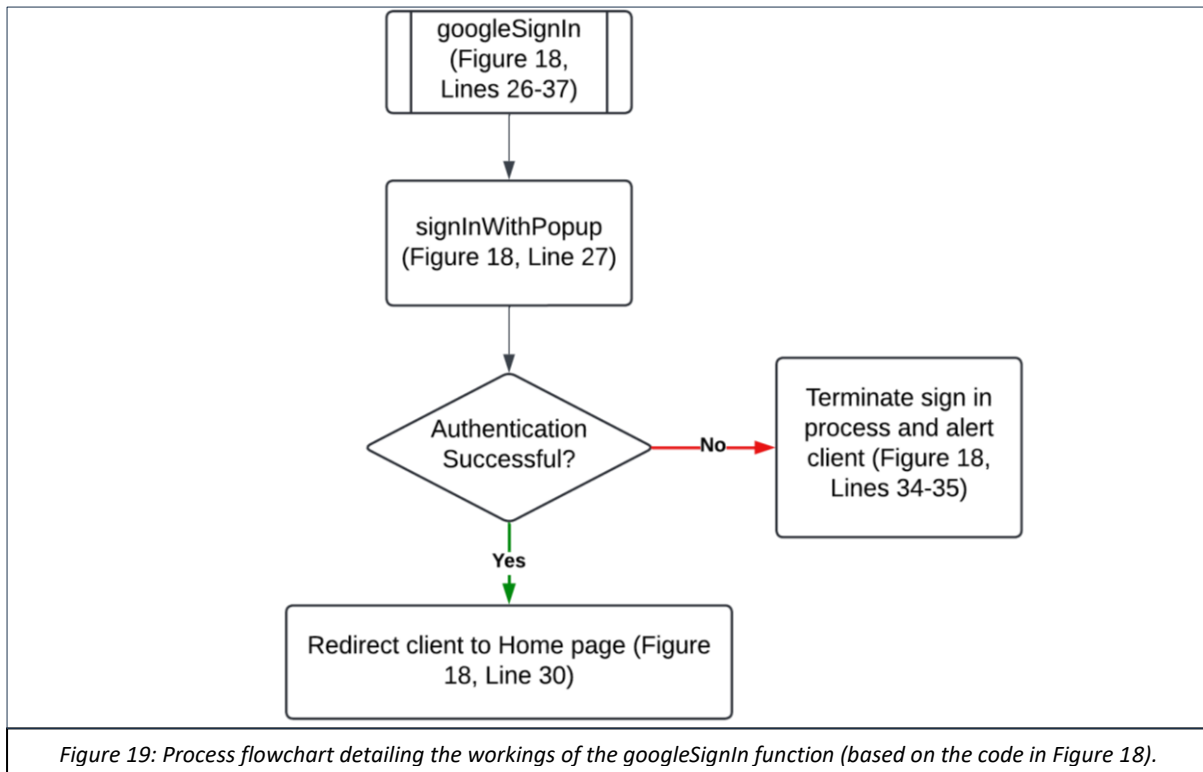 googleSignIn
(Figure 18,
Lines 26-37)
signInWithPopup
(Figure 18, Line 27)
Authentication
Successful?
No
Terminate sign in
process and alert
client (Figure 18,
Lines 34-35)
Yes
Redirect client to Home page (Figure
18, Line 30)
Figure 19: Process flowchart detailing the workings of the googleSignIn function (based on the code in Figure 18).